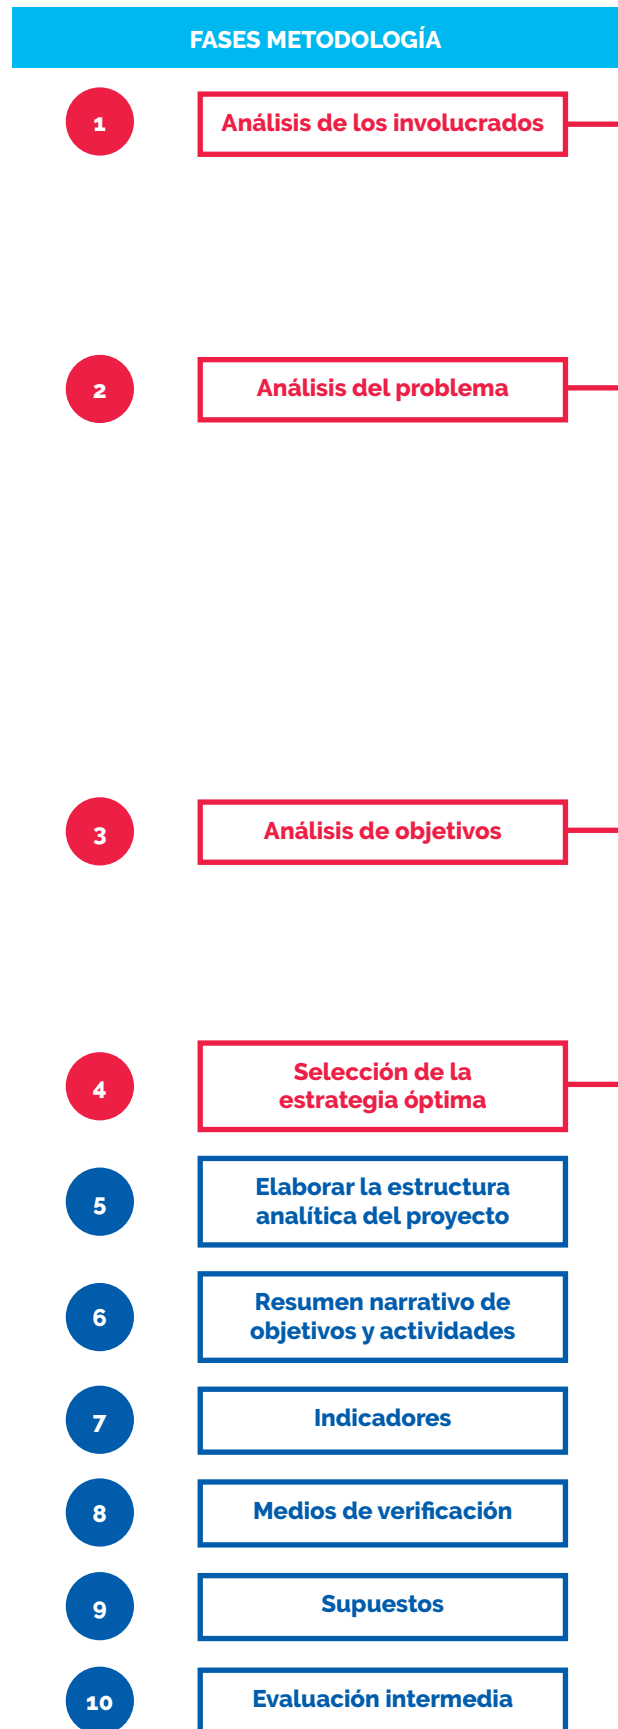 FASES METODOLOGÍA
1
Análisis de los involucrados
2
Análisis del problema
3
Análisis de objetivos
4
Selección de la
estrategia óptima
5
Elaborar la estructura
analítica del proyecto
6
Resumen narrativo de
objetivos y actividades
7
Indicadores
8
Medios de verificación
9
Supuestos
10
Evaluación intermedia